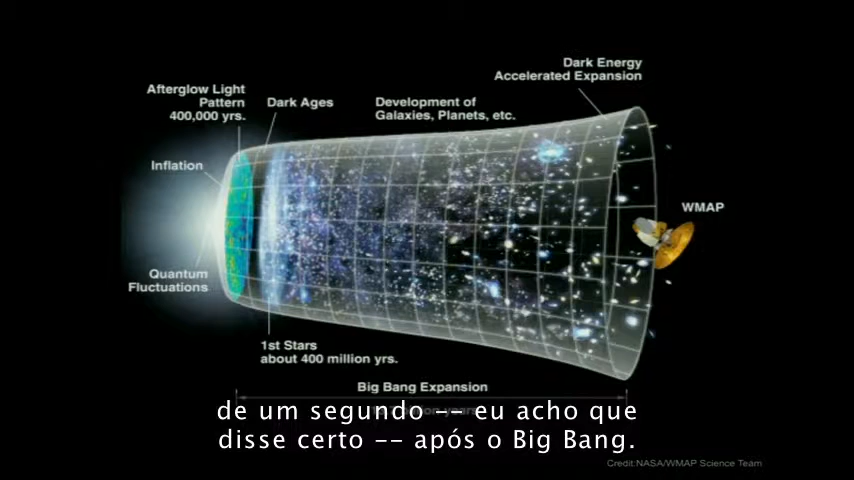 Dark Energy
Accelerated Expansion
Afterglow Light
Pattern
400,000 yrs.
Dark Ages
Development of
Galaxies, Planets, etc.
Inflation
WMAP
Quantum
Fluctuations
1st Stars
about 400 million yrs.
Big Bang Expansion
de um segundo -- eu acho que
disse certo -- após o Big Bang.
Credit:NASA/WMAP Science Team